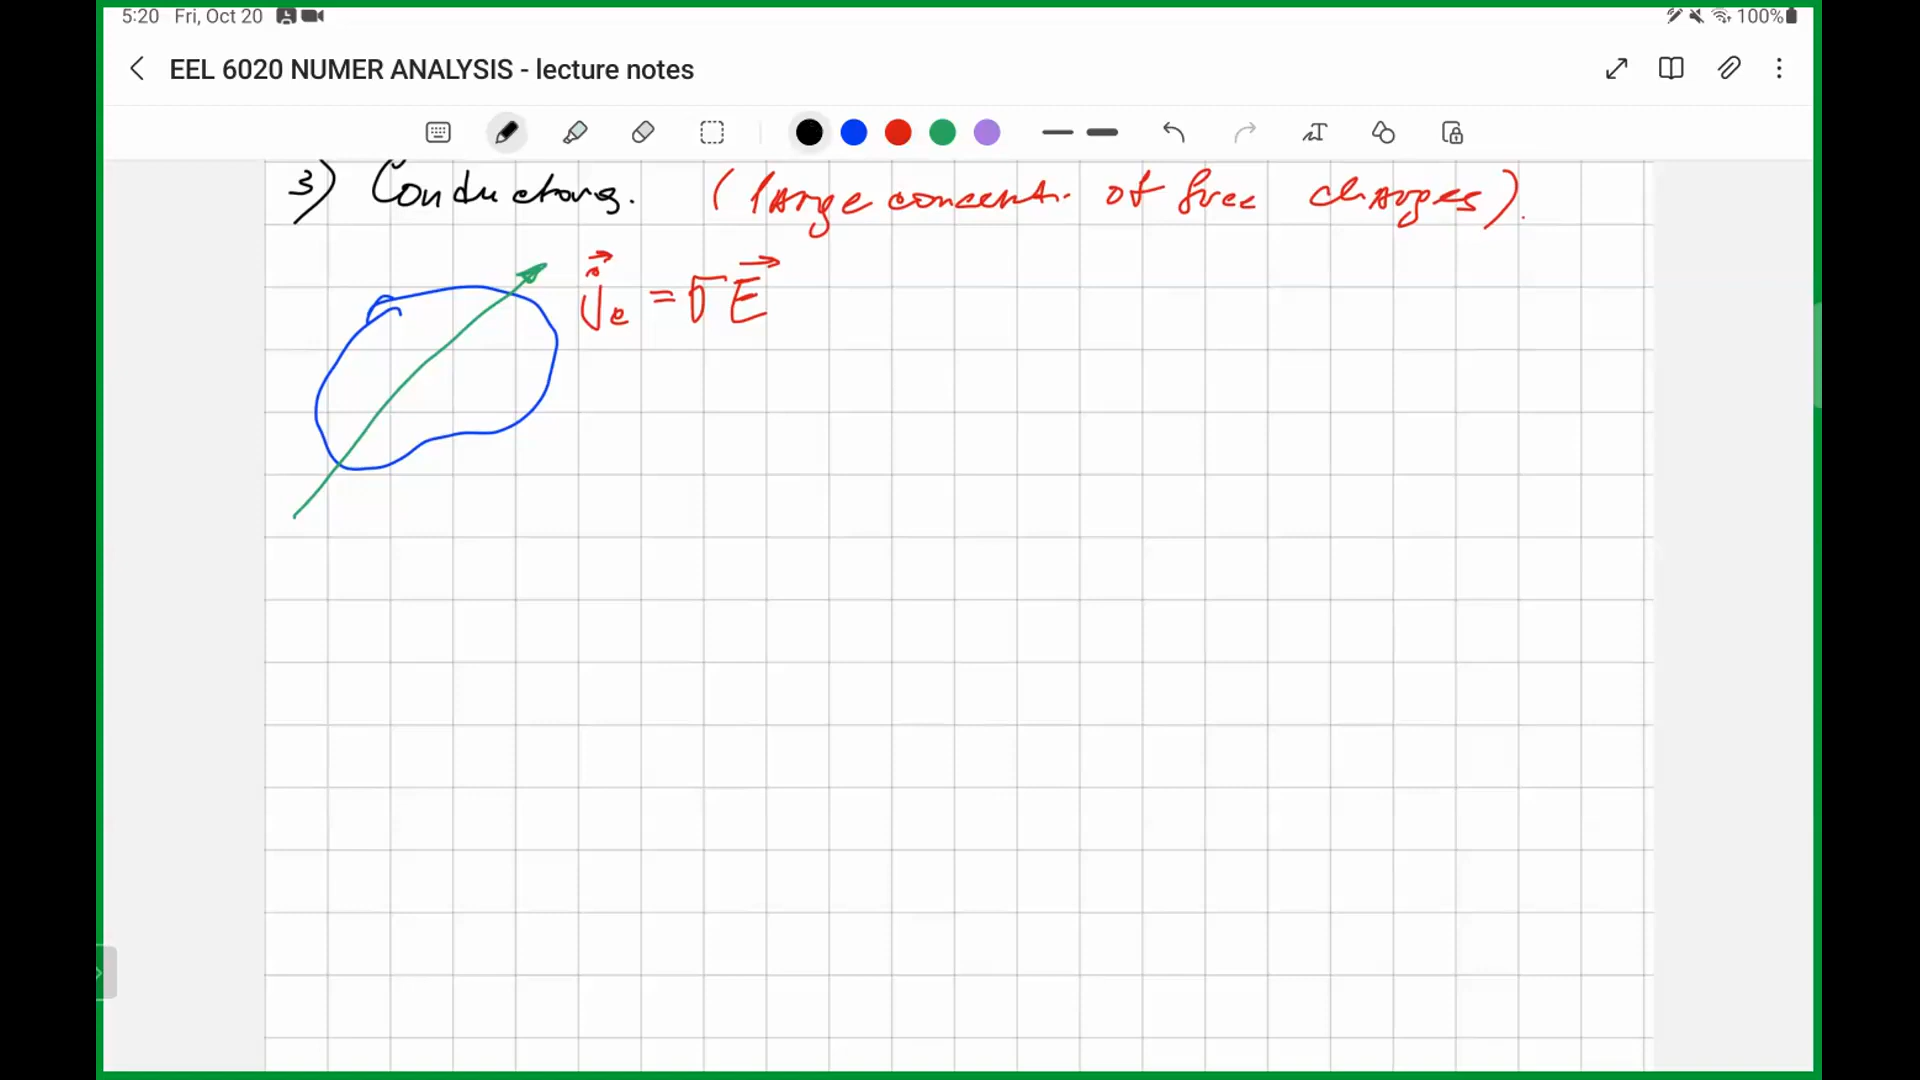 5:20 Fri, Oct 20 100%
EEL 6020 NUMER ANALYSIS - lecture notes
3) Conductors. (large concentr. of free charges).
j⃗e = σE⃗